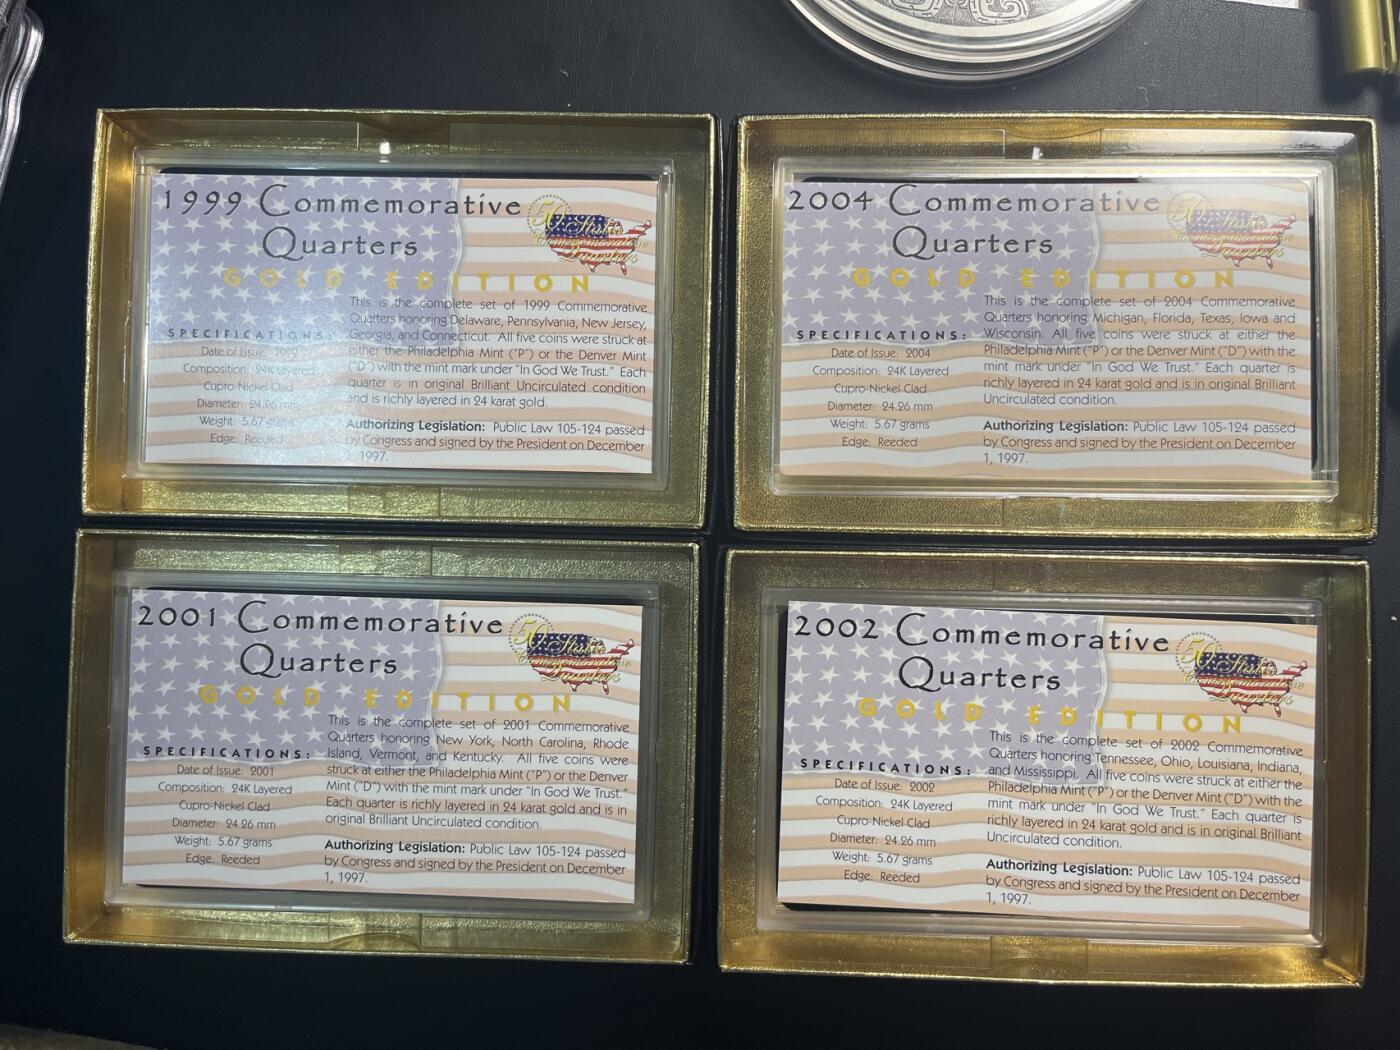 1999 Commemorative
Quarters
GOLD EDITION
50 States
Commemorative
Quarters
This is the complete set of 1999 Commemorative
Quarters honoring Delaware, Pennsylvania, New Jersey,
Georgia, and Connecticut. All five coins were struck at
either the Philadelphia Mint ("P") or the Denver Mint
("D") with the mint mark under "In God We Trust." Each
quarter is in original Brilliant Uncirculated condition
and is richly layered in 24 karat gold.
Authorizing Legislation: Public Law 105-124 passed
by Congress and signed by the President on December
1, 1997.
SPECIFICATIONS:
Date of Issue: 1999
Composition: 24K Layered
Cupro-Nickel Clad
Diameter: 24.26 mm
Weight: 5.67 grams
Edge: Reeded
2004 Commemorative
Quarters
GOLD EDITION
50 States
Commemorative
Quarters
This is the complete set of 2004 Commemorative
Quarters honoring Michigan, Florida, Texas, Iowa and
Wisconsin. All five coins were struck at either the
Philadelphia Mint ("P") or the Denver Mint ("D") with the
mint mark under "In God We Trust." Each quarter is
richly layered in 24 karat gold and is in original Brilliant
Uncirculated condition.
Authorizing Legislation: Public Law 105-124 passed
by Congress and signed by the President on December
1, 1997.
SPECIFICATIONS:
Date of Issue: 2004
Composition: 24K Layered
Cupro-Nickel Clad
Diameter: 24.26 mm
Weight: 5.67 grams
Edge: Reeded
2001 Commemorative
Quarters
GOLD EDITION
50 States
Commemorative
Quarters
This is the complete set of 2001 Commemorative
Quarters honoring New York, North Carolina, Rhode
Island, Vermont, and Kentucky. All five coins were
struck at either the Philadelphia Mint ("P") or the Denver
Mint ("D") with the mint mark under "In God We Trust."
Each quarter is richly layered in 24 karat gold and is in
original Brilliant Uncirculated condition.
Authorizing Legislation: Public Law 105-124 passed
by Congress and signed by the President on December
1, 1997.
SPECIFICATIONS:
Date of Issue: 2001
Composition: 24K Layered
Cupro-Nickel Clad
Diameter: 24.26 mm
Weight: 5.67 grams
Edge: Reeded
2002 Commemorative
Quarters
GOLD EDITION
50 States
Commemorative
Quarters
This is the complete set of 2002 Commemorative
Quarters honoring Tennessee, Ohio, Louisiana, Indiana,
and Mississippi. All five coins were struck at either the
Philadelphia Mint ("P") or the Denver Mint ("D") with the
mint mark under "In God We Trust." Each quarter is
richly layered in 24 karat gold and is in original Brilliant
Uncirculated condition.
Authorizing Legislation: Public Law 105-124 passed
by Congress and signed by the President on December
1, 1997.
SPECIFICATIONS:
Date of Issue: 2002
Composition: 24K Layered
Cupro-Nickel Clad
Diameter: 24.26 mm
Weight: 5.67 grams
Edge: Reeded